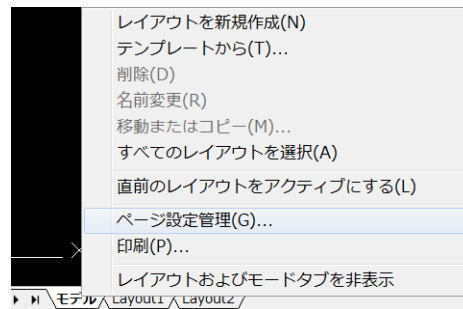 レイアウトを新規作成(N)
テンプレートから(T)...
削除(D)
名前変更(R)
移動またはコピー(M)...
すべてのレイアウトを選択(A)
直前のレイアウトをアクティブにする(L)
ページ設定管理(G)...
印刷(P)...
レイアウトおよびモードタブを非表示
モデル Layout1 Layout2